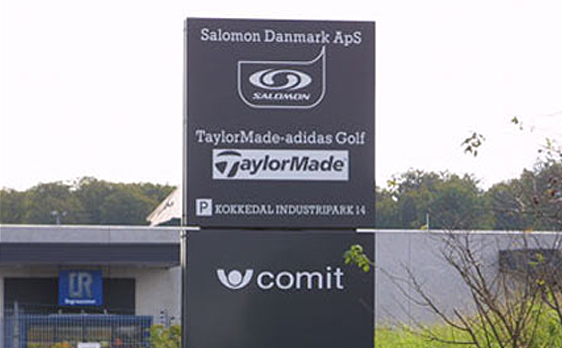 Salomon Danmark ApS
SALOMON
TaylorMade-adidas Golf
TaylorMade
P KOKKEDAL INDUSTRIPARK 14
comit